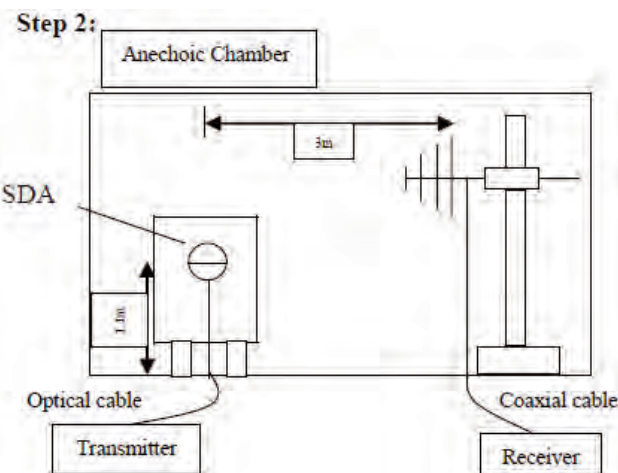 Step 2:
Anechoic Chamber
3m
SDA
1.1m
Optical cable
Coaxial cable
Transmitter
Receiver